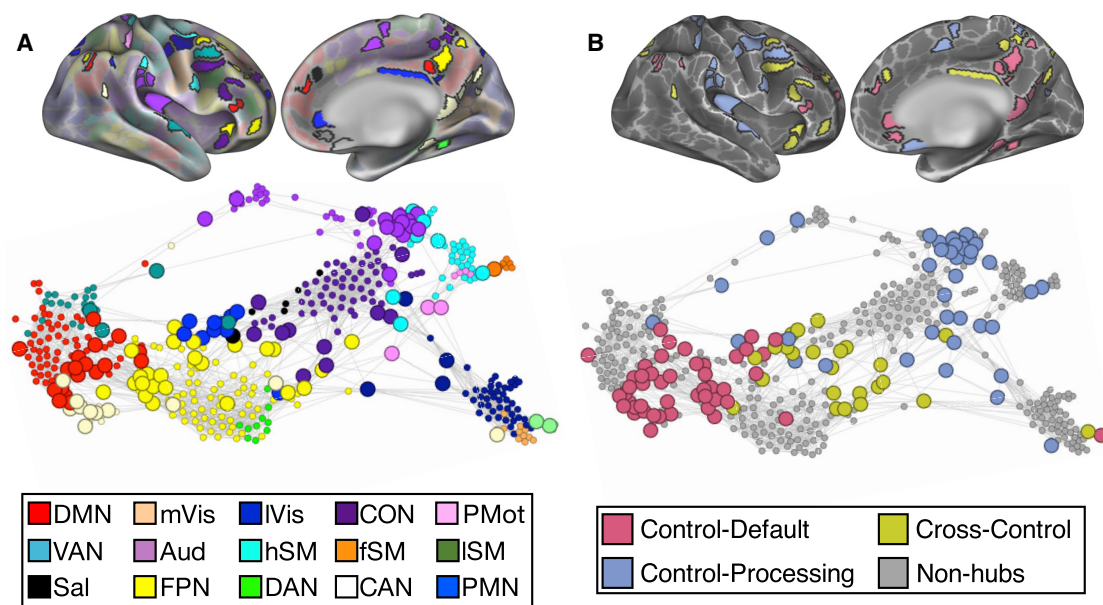 A
B
DMN mVis lVis CON PMot
VAN Aud hSM fSM lSM
Sal FPN DAN CAN PMN
Control-Default Cross-Control
Control-Processing Non-hubs